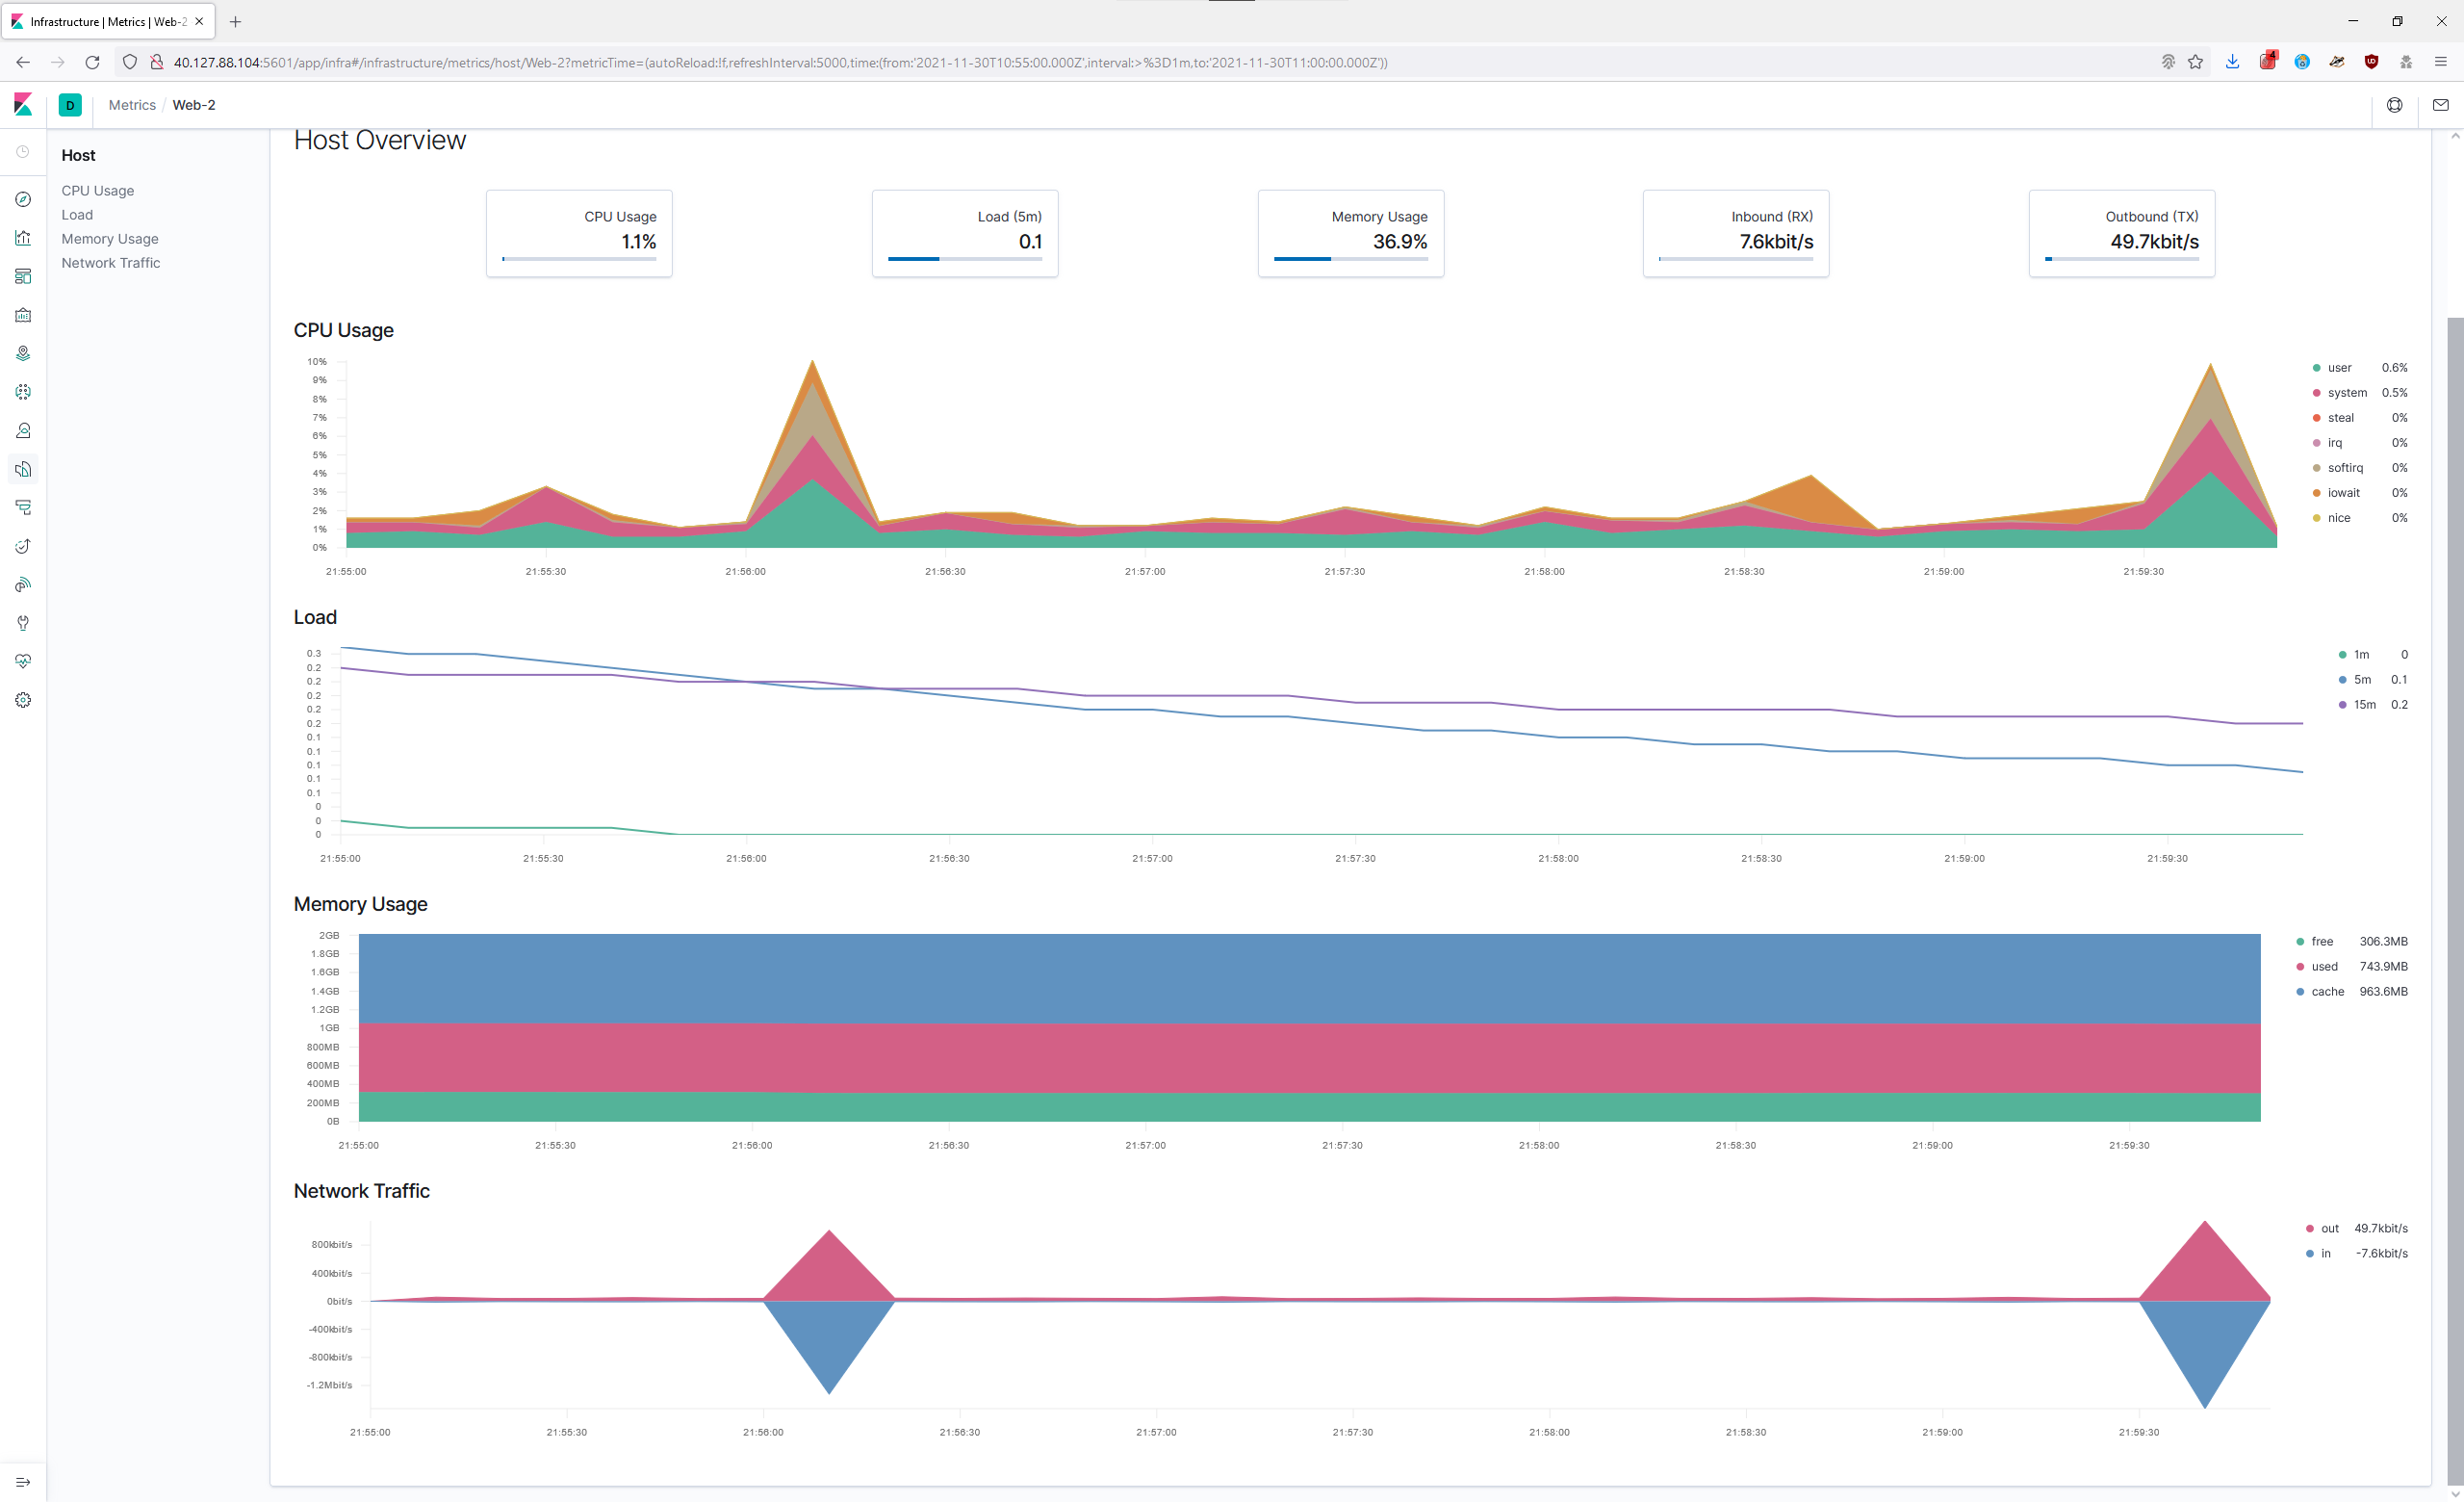 Infrastructure | Metrics | Web-2
40.127.88.104:5601/app/infra#/infrastructure/metrics/host/Web-2?metricTime=(autoReload:!f,refreshInterval:5000,time:(from:'2021-11-30T10:55:00.000Z',interval:>%3D1m,to:'2021-11-30T11:00:00.000Z'))
4
D Metrics / Web-2
Host
CPU Usage
Load
Memory Usage
Network Traffic
Host Overview
CPU Usage
1.1%
Load (5m)
0.1
Memory Usage
36.9%
Inbound (RX)
7.6kbit/s
Outbound (TX)
49.7kbit/s
CPU Usage
10%
9%
8%
7%
6%
5%
4%
3%
2%
1%
0%
21:55:00 21:55:30 21:56:00 21:56:30 21:57:00 21:57:30 21:58:00 21:58:30 21:59:00 21:59:30
user 0.6%
system 0.5%
steal 0%
irq 0%
softirq 0%
iowait 0%
nice 0%
Load
0.3
0.2
0.2
0.2
0.2
0.2
0.1
0.1
0.1
0.1
0.1
0
0
0
21:55:00 21:55:30 21:56:00 21:56:30 21:57:00 21:57:30 21:58:00 21:58:30 21:59:00 21:59:30
1m 0
5m 0.1
15m 0.2
Memory Usage
2GB
1.8GB
1.6GB
1.4GB
1.2GB
1GB
800MB
600MB
400MB
200MB
0B
21:55:00 21:55:30 21:56:00 21:56:30 21:57:00 21:57:30 21:58:00 21:58:30 21:59:00 21:59:30
free 306.3MB
used 743.9MB
cache 963.6MB
Network Traffic
800kbit/s
400kbit/s
0bit/s
-400kbit/s
-800kbit/s
-1.2Mbit/s
21:55:00 21:55:30 21:56:00 21:56:30 21:57:00 21:57:30 21:58:00 21:58:30 21:59:00 21:59:30
out 49.7kbit/s
in -7.6kbit/s